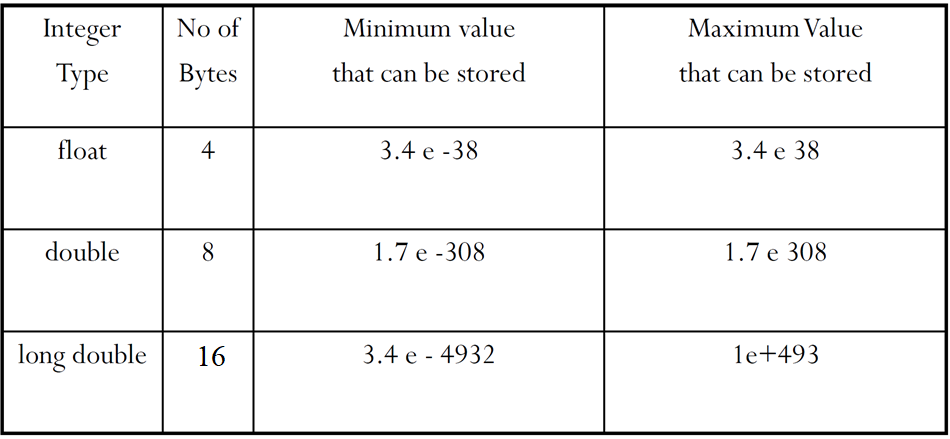 Integer Type No of Bytes Minimum value that can be stored Maximum Value that can be stored
float 4 3.4 e -38 3.4 e 38
double 8 1.7 e -308 1.7 e 308
long double 16 3.4 e - 4932 1e+493